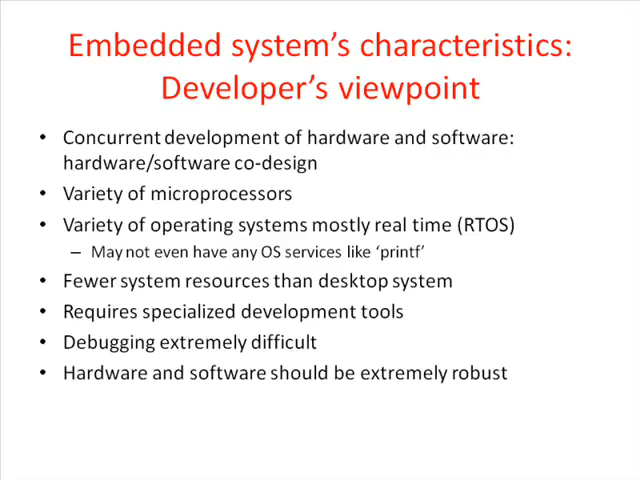 Embedded system's characteristics:
Developer's viewpoint
• Concurrent development of hardware and software:
hardware/software co-design
• Variety of microprocessors
• Variety of operating systems mostly real time (RTOS)
– May not even have any OS services like ‘printf’
• Fewer system resources than desktop system
• Requires specialized development tools
• Debugging extremely difficult
• Hardware and software should be extremely robust